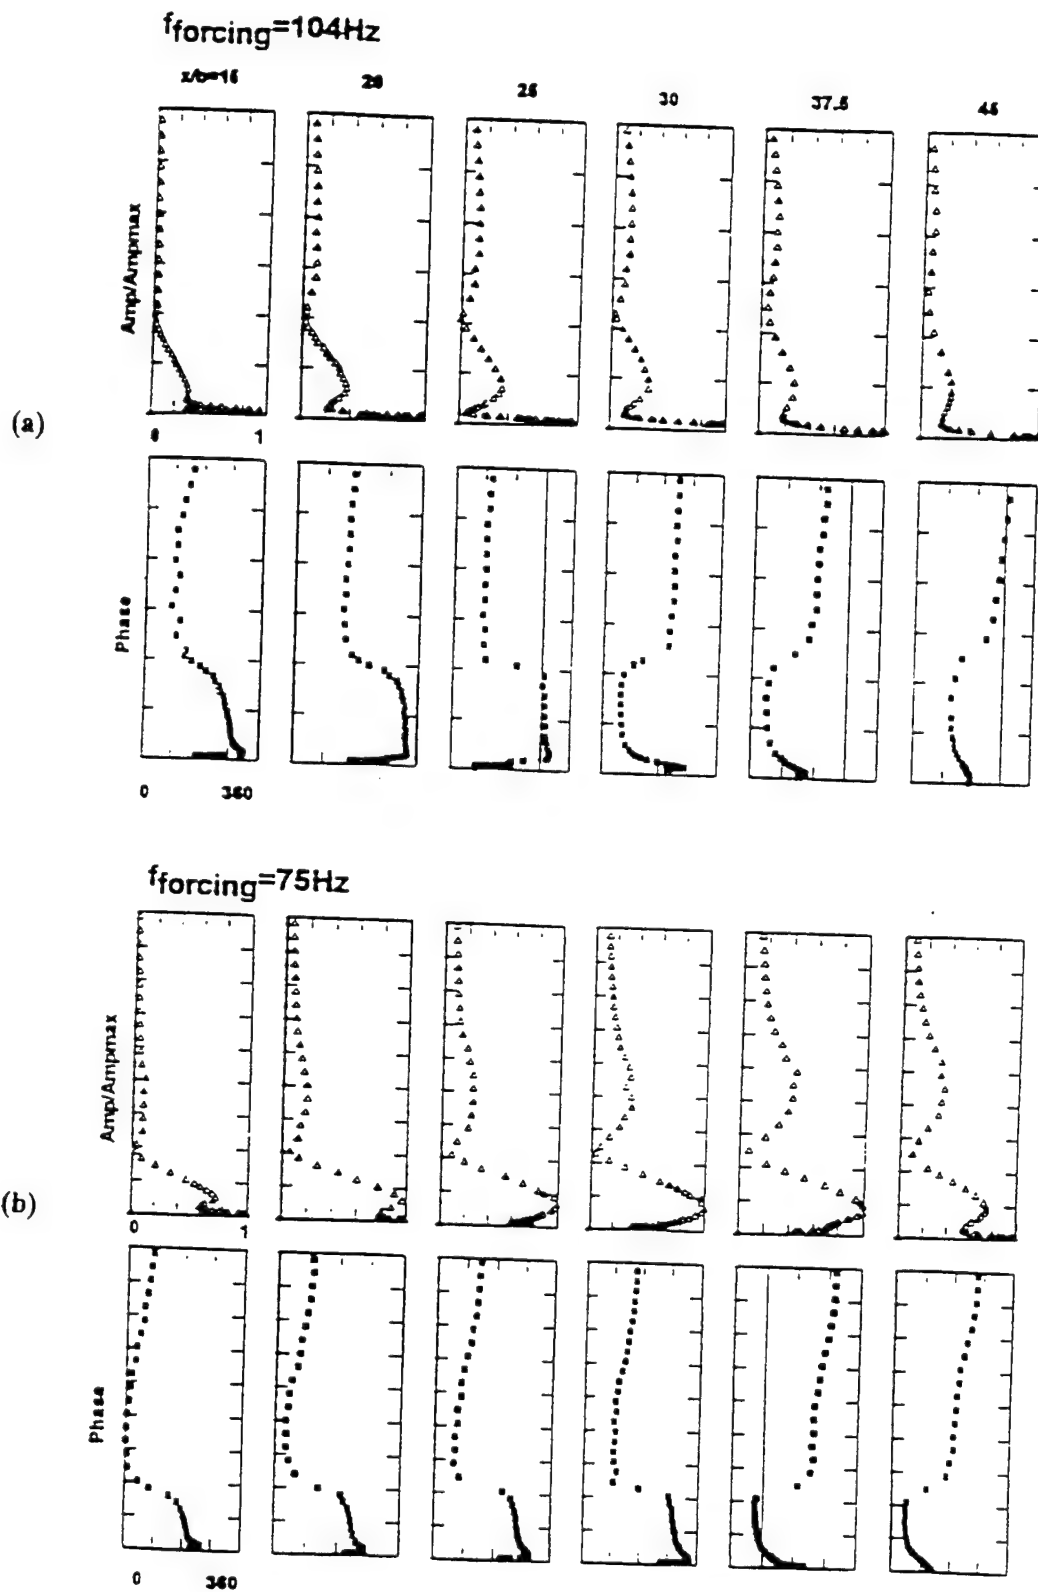 fforcing=104Hz
x/b=15 20 25 30 37.5 45
Amp/Ampmax
(a)
0 1
Phase
0 360
fforcing=75Hz
Amp/Ampmax
(b)
0 1
Phase
0 360